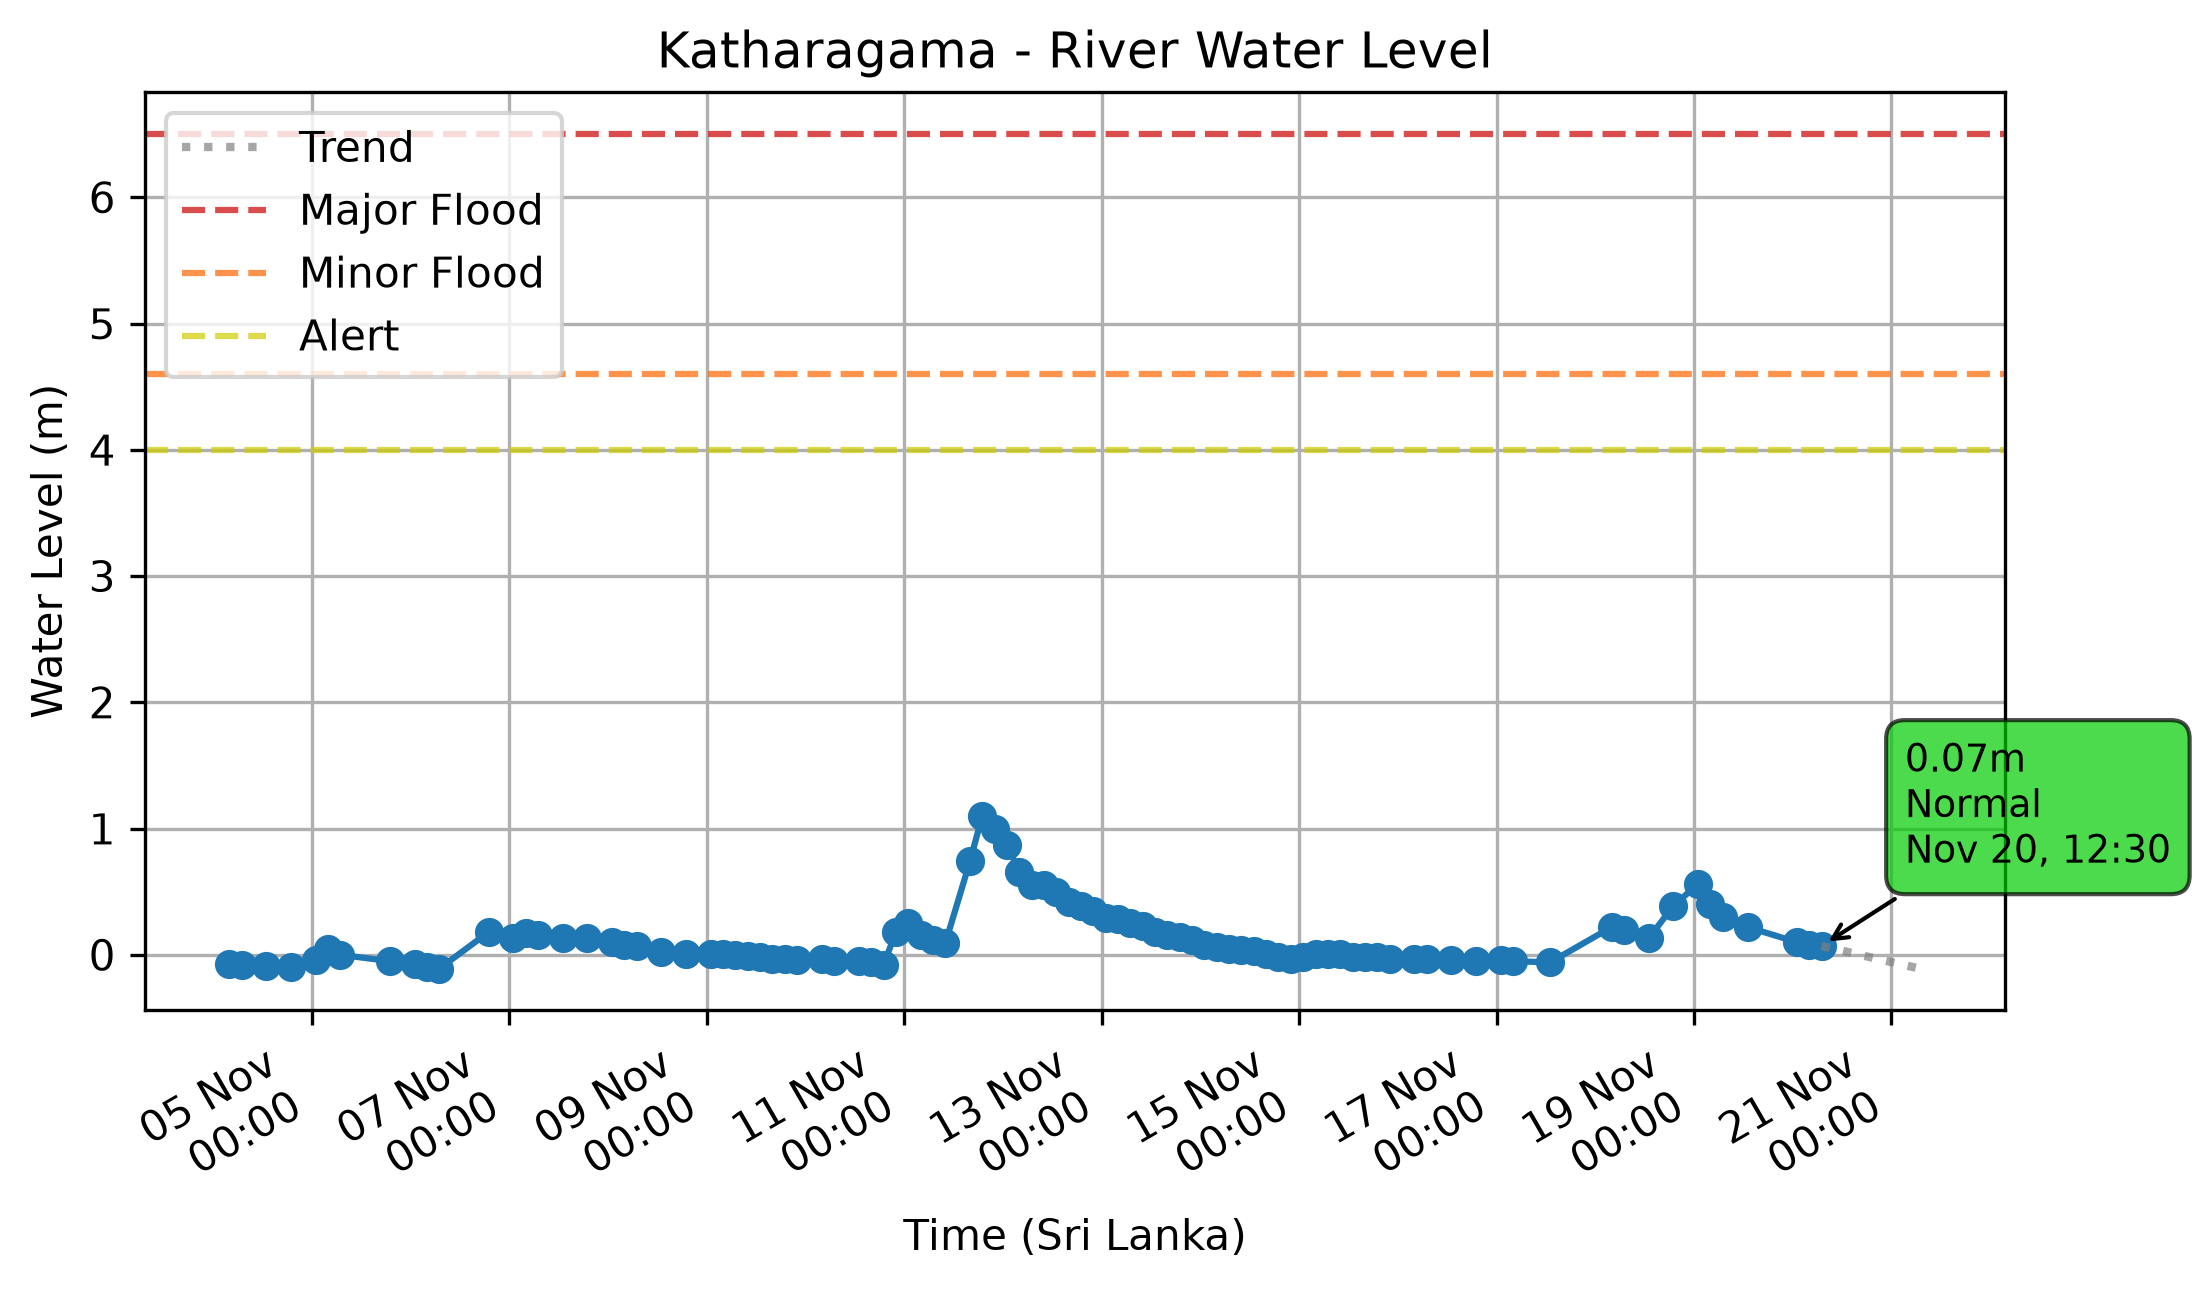 Katharagama - River Water Level
Trend
Major Flood
Minor Flood
Alert
Water Level (m)
6
5
4
3
2
1
0
0.07m
Normal
Nov 20, 12:30
05 Nov
00:00
07 Nov
00:00
09 Nov
00:00
11 Nov
00:00
13 Nov
00:00
15 Nov
00:00
17 Nov
00:00
19 Nov
00:00
21 Nov
00:00
Time (Sri Lanka)